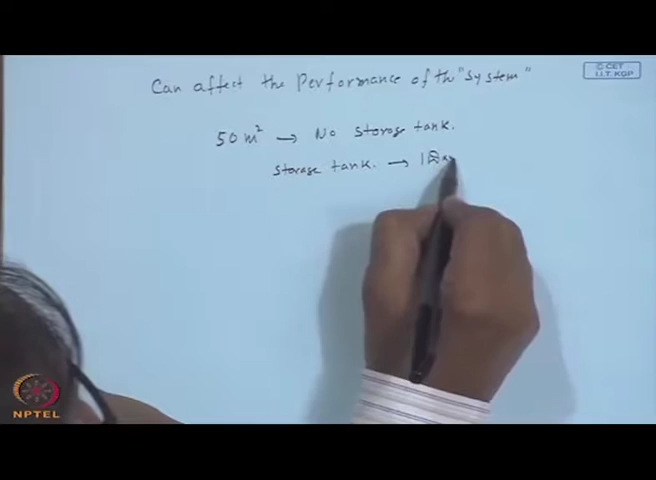 © CET
I.I.T. KGP
Can affect the Performance of the "System"
50 m² → No storage tank.
storage tank. →
NPTEL